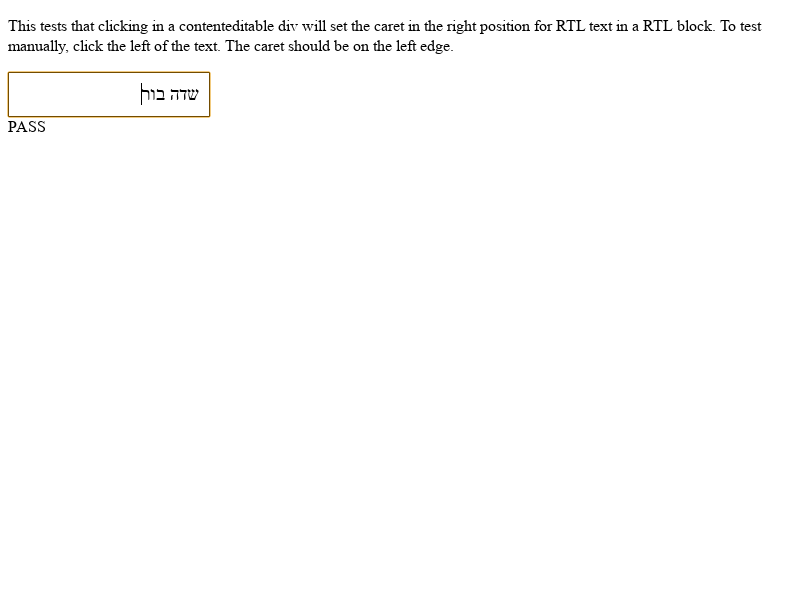 This tests that clicking in a contenteditable div will set the caret in the right position for RTL text in a RTL block. To test
manually, click the left of the text. The caret should be on the left edge.
שדה בור
PASS